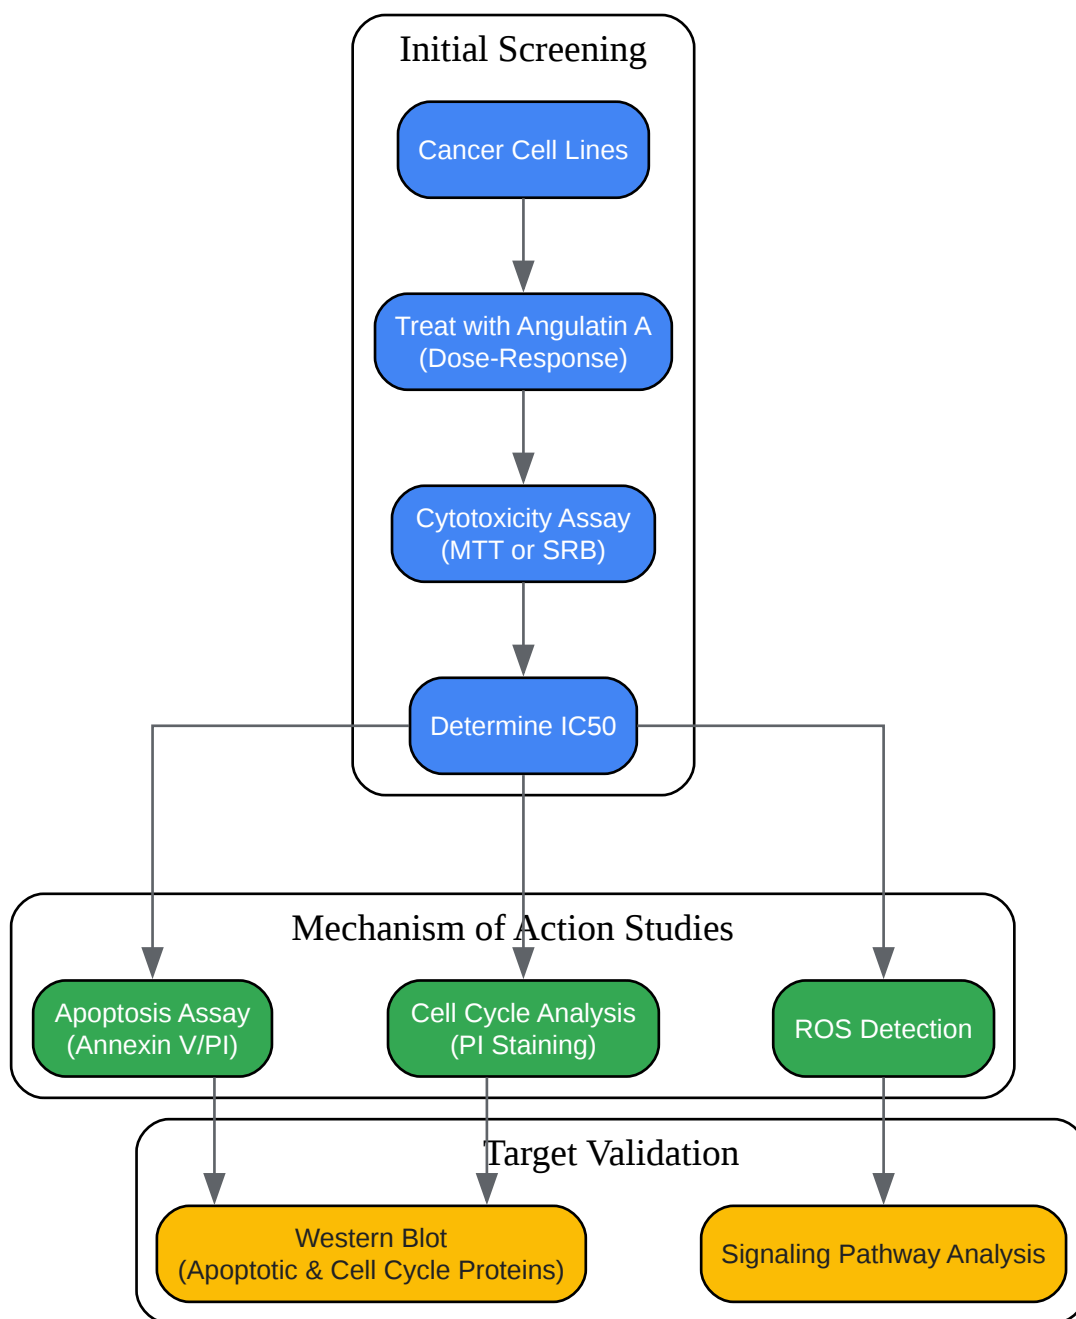 Initial Screening
Cancer Cell Lines
Treat with Angulatin A
(Dose-Response)
Cytotoxicity Assay
(MTT or SRB)
Determine IC50
Mechanism of Action Studies
Apoptosis Assay
(Annexin V/PI)
Cell Cycle Analysis
(PI Staining)
ROS Detection
Target Validation
Western Blot
(Apoptotic & Cell Cycle Proteins)
Signaling Pathway Analysis